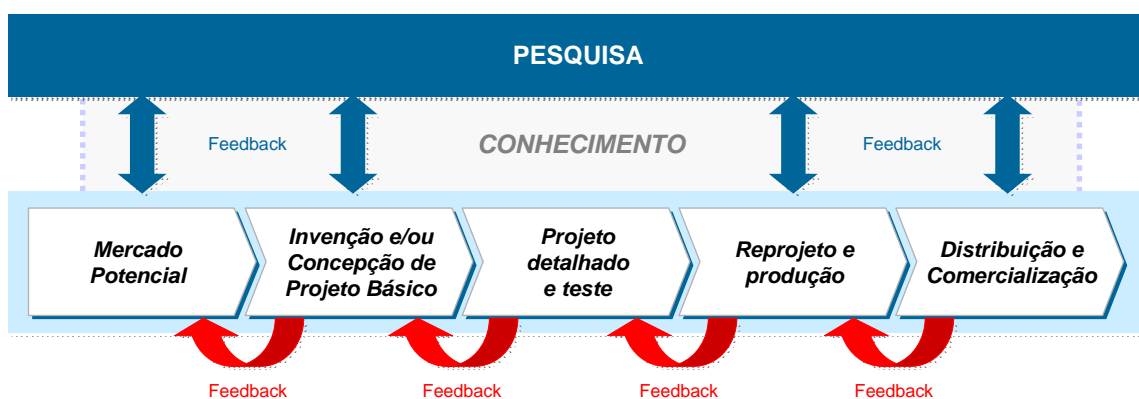 PESQUISA
Feedback
CONHECIMENTO
Feedback
Mercado
Potencial
Invenção e/ou
Concepção de
Projeto Básico
Projeto
detalhado
e teste
Reprojeto e
produção
Distribuição e
Comercialização
Feedback
Feedback
Feedback
Feedback